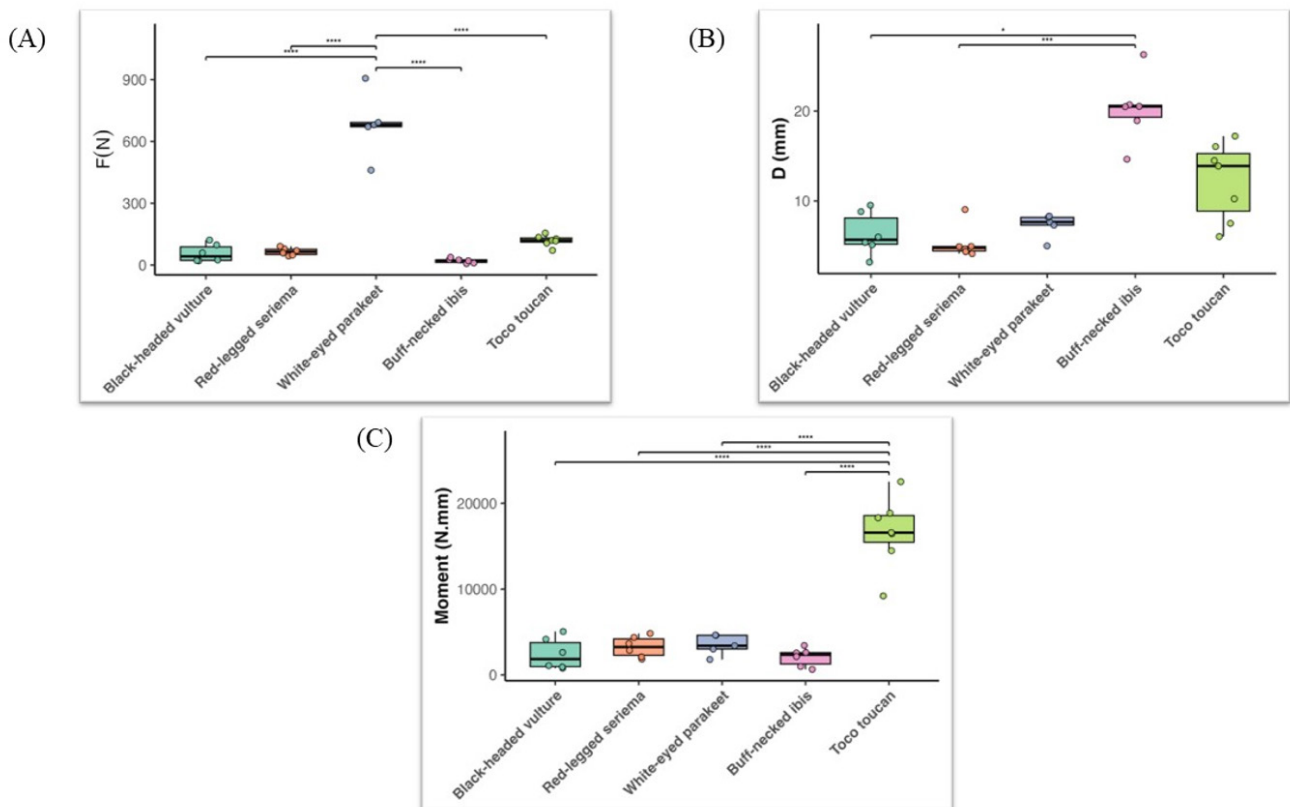 (A)
****
****
****
****
900
600
300
0
F(N)
Black-headed vulture
Red-legged seriema
White-eyed parakeet
Buff-necked ibis
Toco toucan
(B)
*
***
20
10
D (mm)
Black-headed vulture
Red-legged seriema
White-eyed parakeet
Buff-necked ibis
Toco toucan
(C)
****
****
****
****
20000
10000
0
Moment (N.mm)
Black-headed vulture
Red-legged seriema
White-eyed parakeet
Buff-necked ibis
Toco toucan